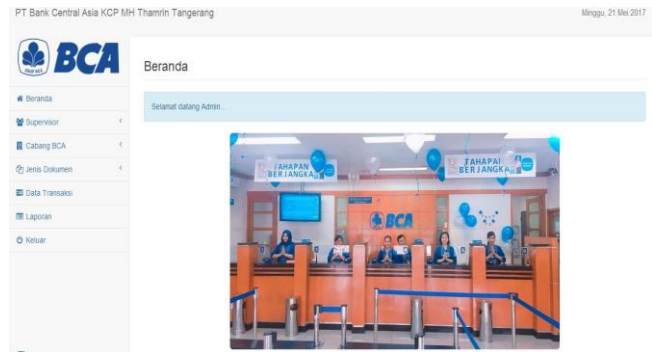 PT Bank Central Asia KCP MH Thamrin Tangerang
Minggu, 21 Mei 2017
BCA
Beranda
Beranda
Selamat datang Admin...
Supervisor
Cabang BCA
Jenis Dokumen
Data Transaksi
Laporan
Keluar
TAHAPAN
BERJANGKA
TAHAPAN
BERJANGKA
BCA